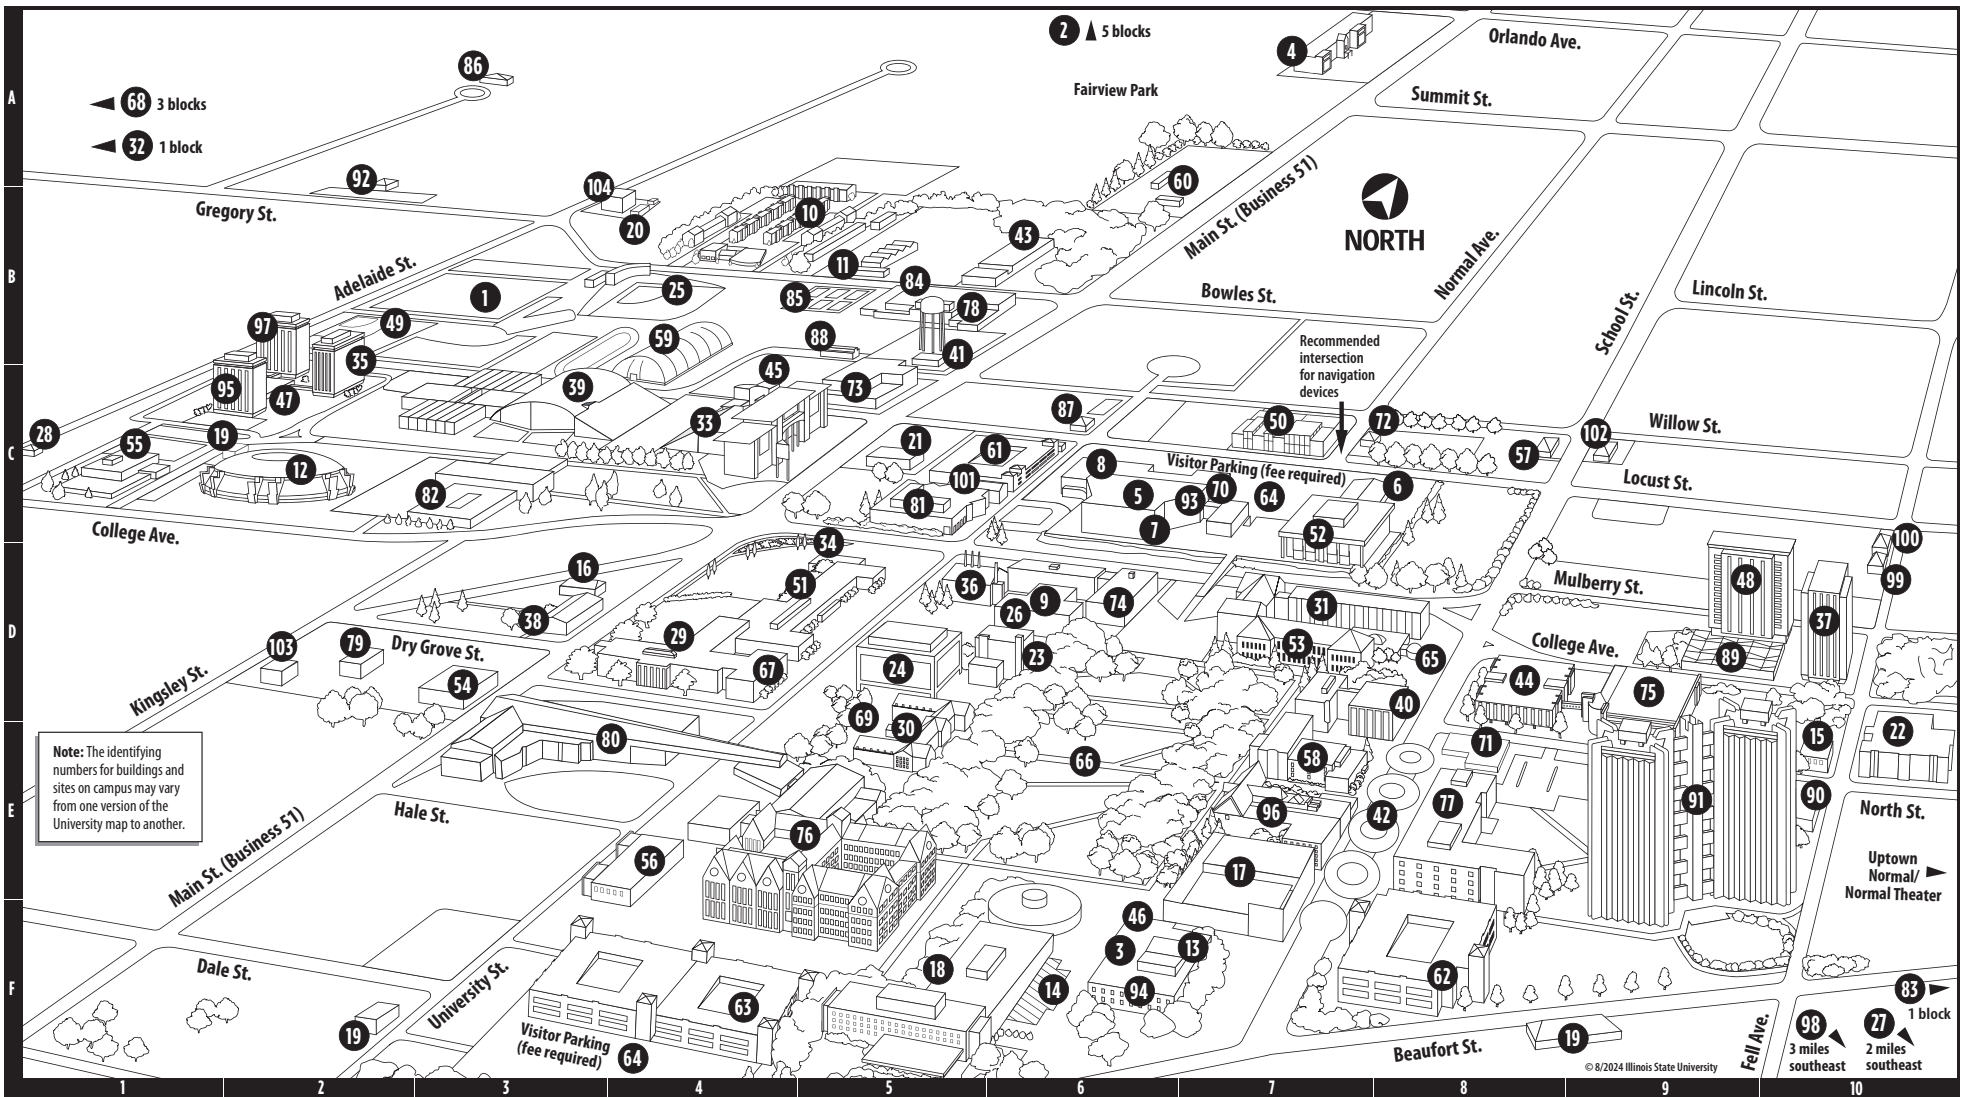 2 5 blocks
4
Orlando Ave.
86
A
68 3 blocks
Fairview Park
Summit St.
32 1 block
92
104
60
Main St. (Business 51)
Gregory St.
20
10
43
NORTH
Normal Ave.
B
Adelaide St.
11
84
1
25
85
78
Bowles St.
Lincoln St.
School St.
97
49
59
88
41
35
Recommended
intersection
for navigation
devices
95
47
39
45
73
33
87
50
72
Willow St.
28
55
19
21
61
57
102
C
12
8
Visitor Parking (fee required)
Locust St.
82
101
81
5
93
70
64
6
7
52
College Ave.
34
100
16
51
36
9
74
48
99
Mulberry St.
26
31
37
D
38
29
53
College Ave.
103
79
Dry Grove St.
67
24
23
65
89
54
44
75
Kingsley St.
69
30
40
80
71
15
22
Note: The identifying
numbers for buildings and
sites on campus may vary
from one version of the
University map to another.
66
58
77
91
90
E
Hale St.
96
42
North St.
76
Main St. (Business 51)
56
17
Uptown
Normal/
Normal Theater
46
3
13
Dale St.
18
62
F
University St.
14
94
83
1 block
63
19
Visitor Parking
(fee required)
64
98
3 miles
southeast
27
2 miles
southeast
19
Beaufort St.
Fell Ave.
© 8/2024 Illinois State University
1 2 3 4 5 6 7 8 9 10